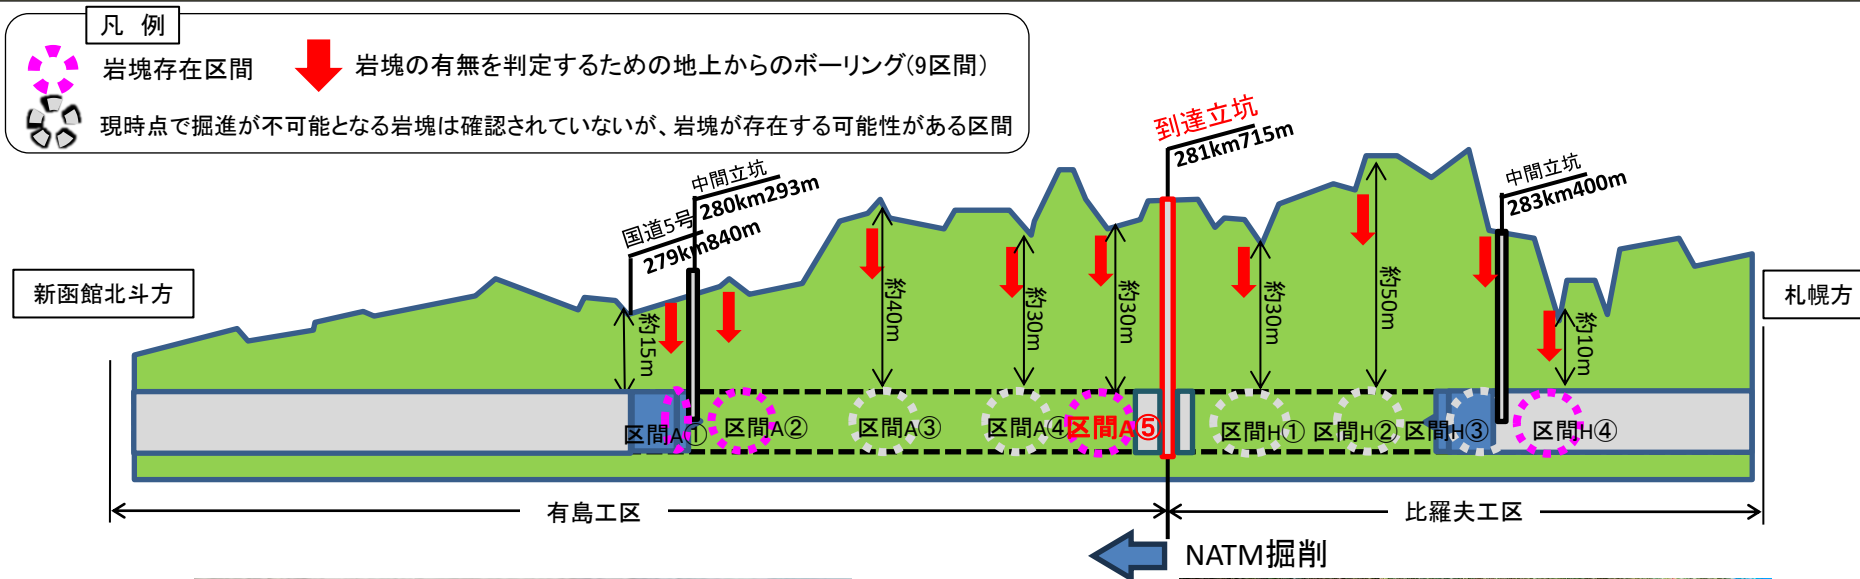 凡 例
岩塊存在区間
岩塊の有無を判定するための地上からのボーリング(9区間)
現時点で掘進が不可能となる岩塊は確認されていないが、岩塊が存在する可能性がある区間
到達立坑
281km715m
中間立坑
280km293m
国道5号
279km840m
中間立坑
283km400m
新函館北斗方
札幌方
約15m
約40m
約30m
約30m
約30m
約50m
約10m
区間A①
区間A②
区間A③
区間A④
区間A⑤
区間H①
区間H②
区間H③
区間H④
有島工区
比羅夫工区
NATM掘削